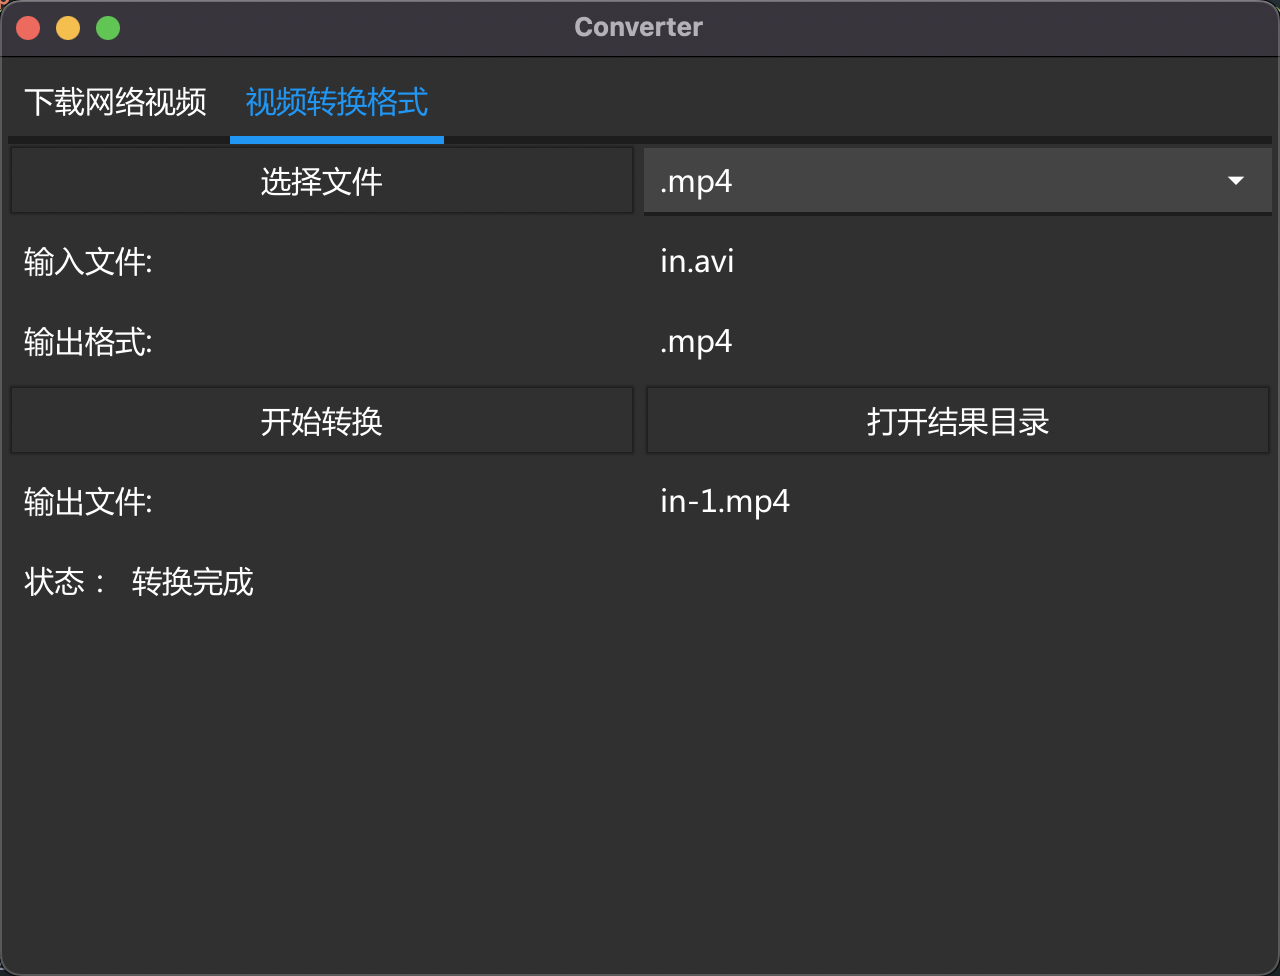 Converter
下载网络视频 视频转换格式
选择文件 .mp4
输入文件: in.avi
输出格式: .mp4
开始转换 打开结果目录
输出文件: in-1.mp4
状态： 转换完成